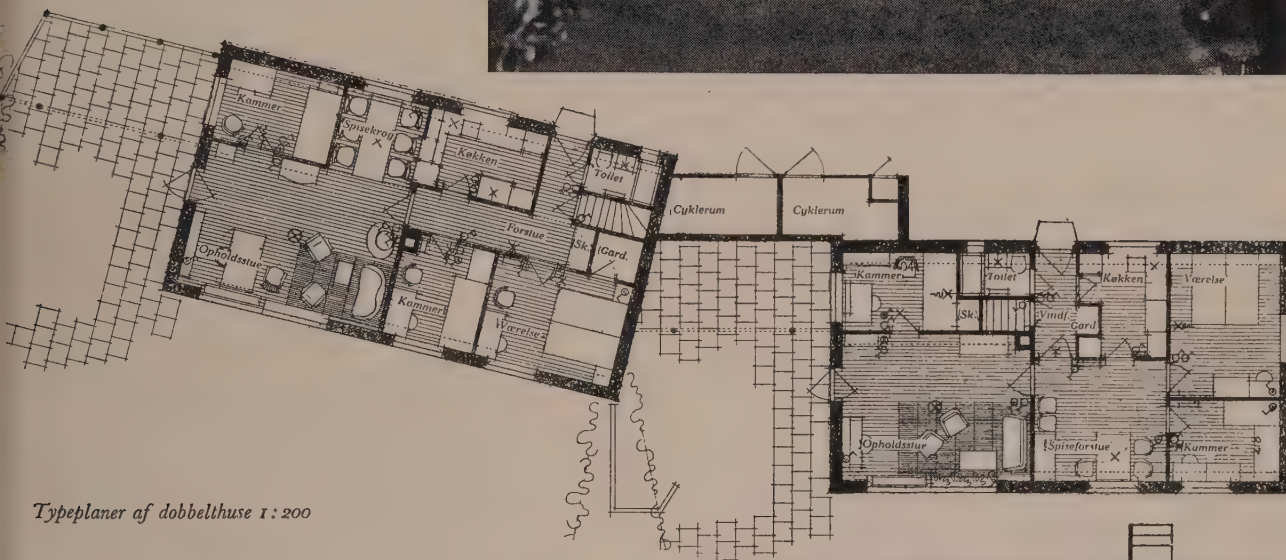 Kammer
Spisekrog
Køkken
Toilet
Forstue
Sk.
Gard.
Opholdsstue
Kammer
Værelse
Cyklerum
Cyklerum
Kammer
Toilet
Sk.
Vindf.
Gard
Køkken
Værelse
Opholdsstue
Spiseforstue
Kammer
Typeplaner af dobbelthuse 1:200